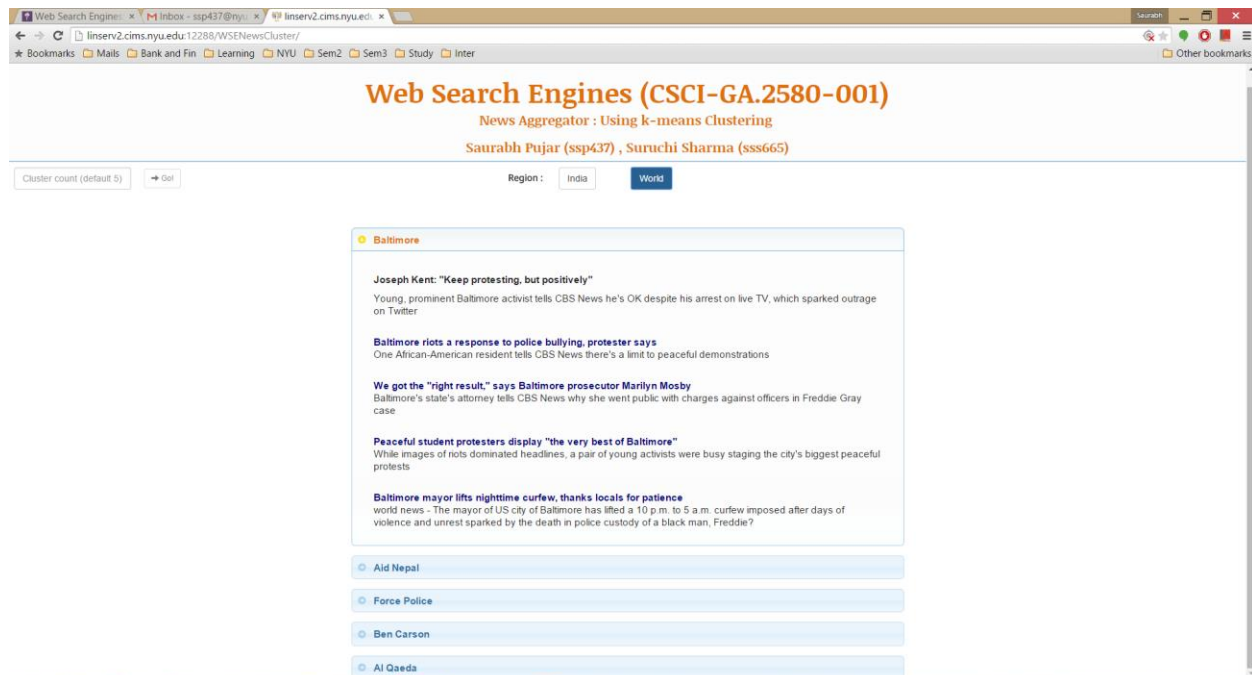 Web Search Engines
Inbox - ssp437@nyu
linserv2.cims.nyu.edu
Saurabh
linserv2.cims.nyu.edu:12288/WSENewsCluster/
Bookmarks Mails Bank and Fin Learning NYU Sem2 Sem3 Study Inter Other bookmarks
Web Search Engines (CSCI-GA.2580-001)
News Aggregator : Using k-means Clustering
Saurabh Pujar (ssp437) , Suruchi Sharma (sss665)
Cluster count (default 5) Go! Region : India World
Baltimore
Joseph Kent: "Keep protesting, but positively"
Young, prominent Baltimore activist tells CBS News he's OK despite his arrest on live TV, which sparked outrage
on Twitter
Baltimore riots a response to police bullying, protester says
One African-American resident tells CBS News there's a limit to peaceful demonstrations
We got the "right result," says Baltimore prosecutor Marilyn Mosby
Baltimore's state's attorney tells CBS News why she went public with charges against officers in Freddie Gray
case
Peaceful student protesters display "the very best of Baltimore"
While images of riots dominated headlines, a pair of young activists were busy staging the city's biggest peaceful
protests
Baltimore mayor lifts nighttime curfew, thanks locals for patience
world news - The mayor of US city of Baltimore has lifted a 10 p.m. to 5 a.m. curfew imposed after days of
violence and unrest sparked by the death in police custody of a black man, Freddie?
Aid Nepal
Force Police
Ben Carson
Al Qaeda